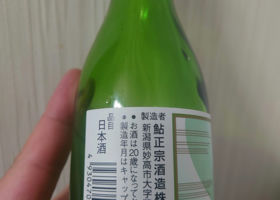 製造者
鮎正宗酒造株
新潟県妙高市大字
●お酒は20歳になってか
●製造年月はキャップ
品目
日本酒
4930470